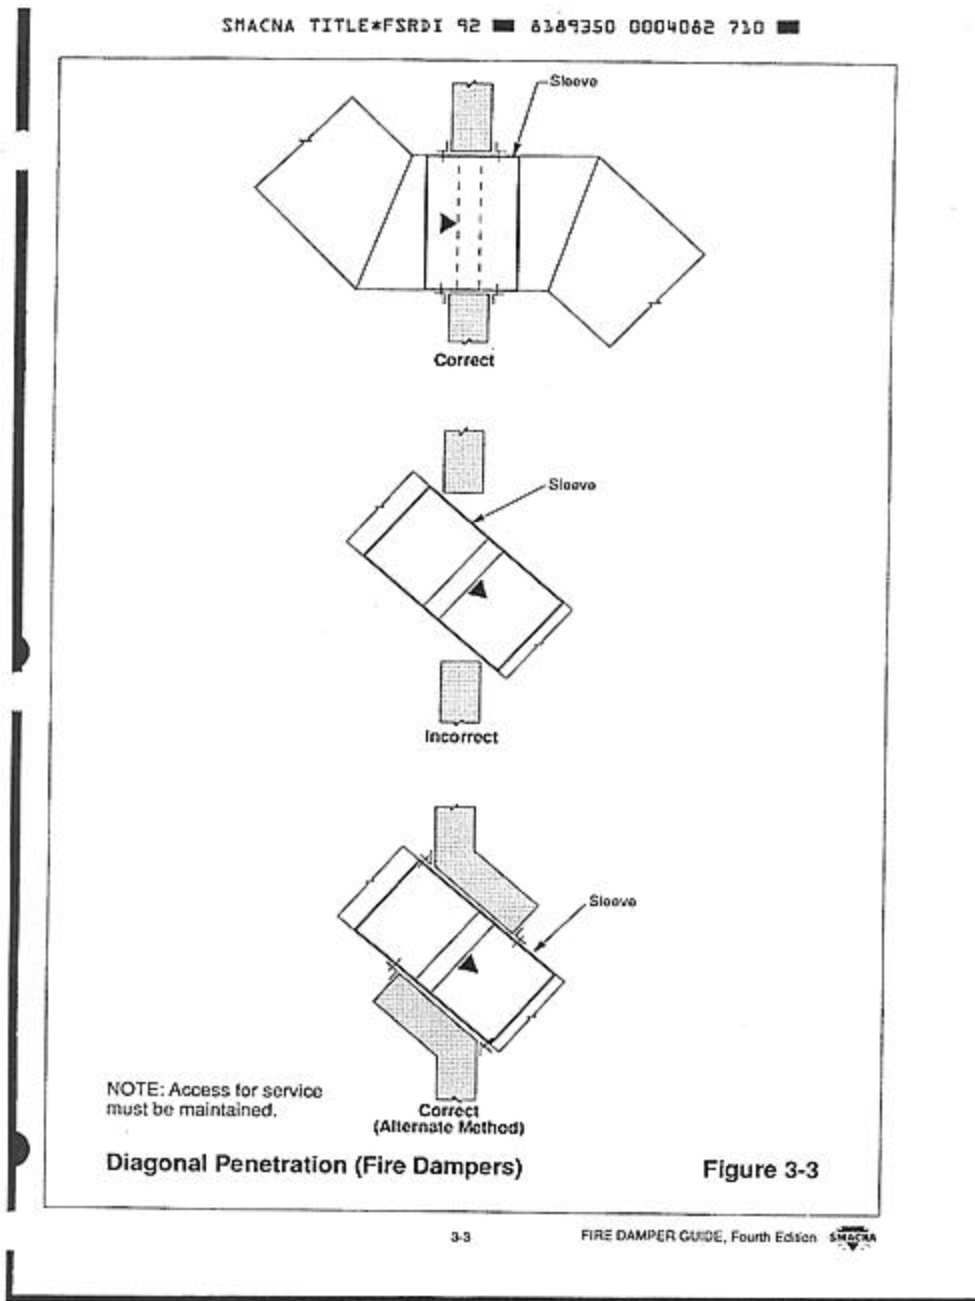 SMACNA TITLE*FSRDI 92 ■ 8189350 0004082 710 ■
Sleeve
Correct
Sleeve
Incorrect
Sleeve
NOTE: Access for service
must be maintained.
Correct
(Alternate Method)
Diagonal Penetration (Fire Dampers)
Figure 3-3
3-3
FIRE DAMPER GUIDE, Fourth Edition
SMACNA